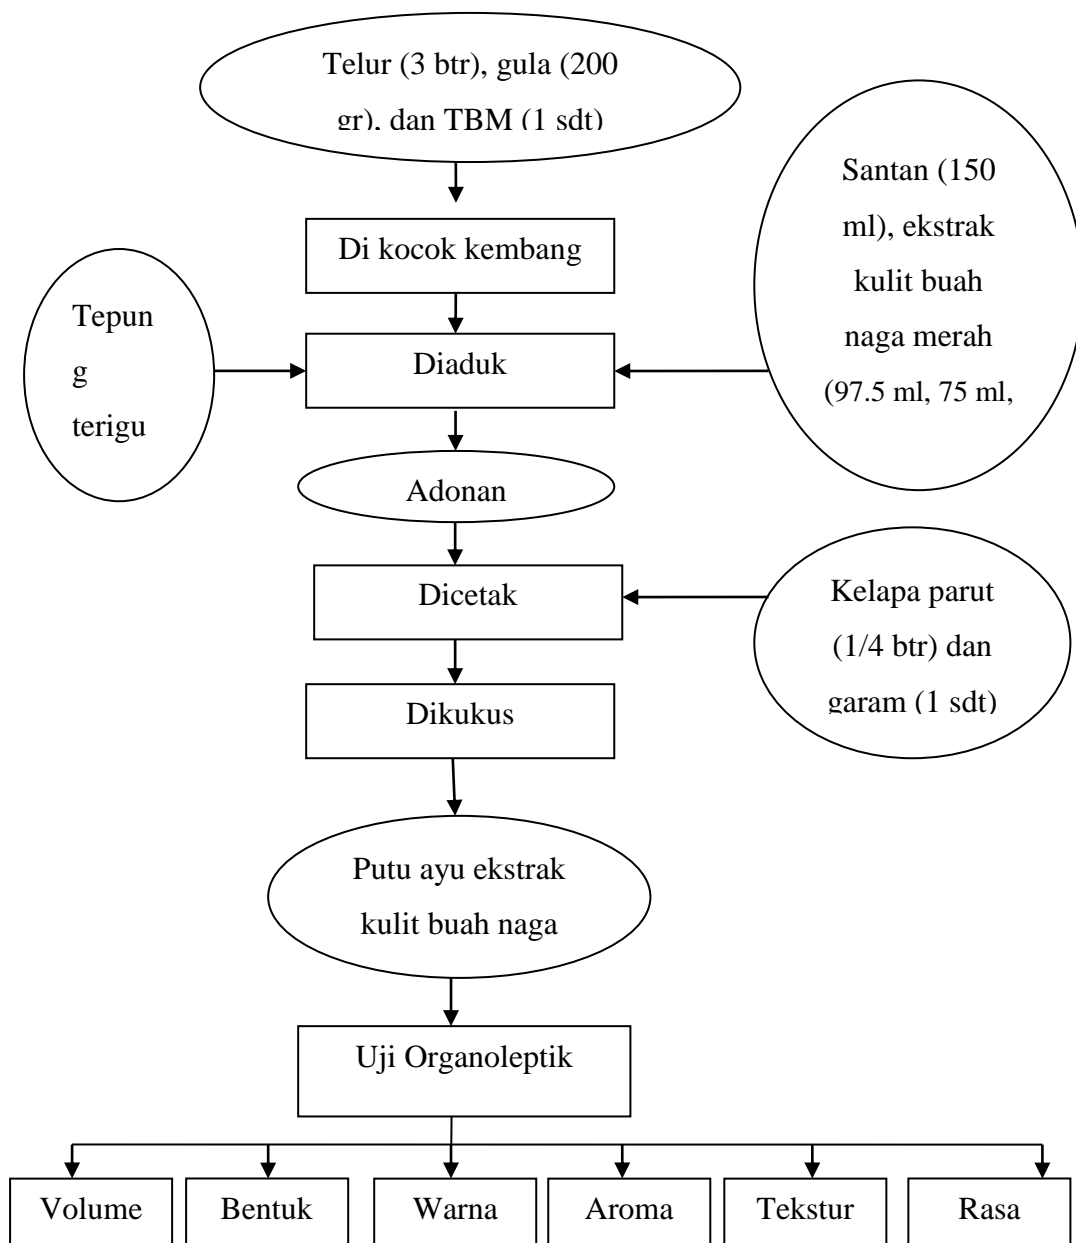 Telur (3 btr), gula (200
gr), dan TBM (1 sdt)
Santan (150
ml), ekstrak
kulit buah
naga merah
(97.5 ml, 75 ml,
Di kocok kembang
Tepun
g
terigu
Diaduk
Adonan
Dicetak
Kelapa parut
(1/4 btr) dan
garam (1 sdt)
Dikukus
Putu ayu ekstrak
kulit buah naga
Uji Organoleptik
Volume
Bentuk
Warna
Aroma
Tekstur
Rasa